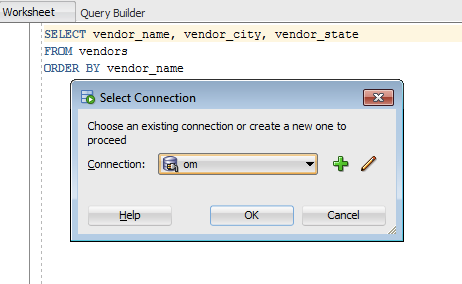 Worksheet Query Builder
SELECT vendor_name, vendor_city, vendor_state
FROM vendors
ORDER BY vendor_name
Select Connection
Choose an existing connection or create a new one to
proceed
Connection: om
Help OK Cancel